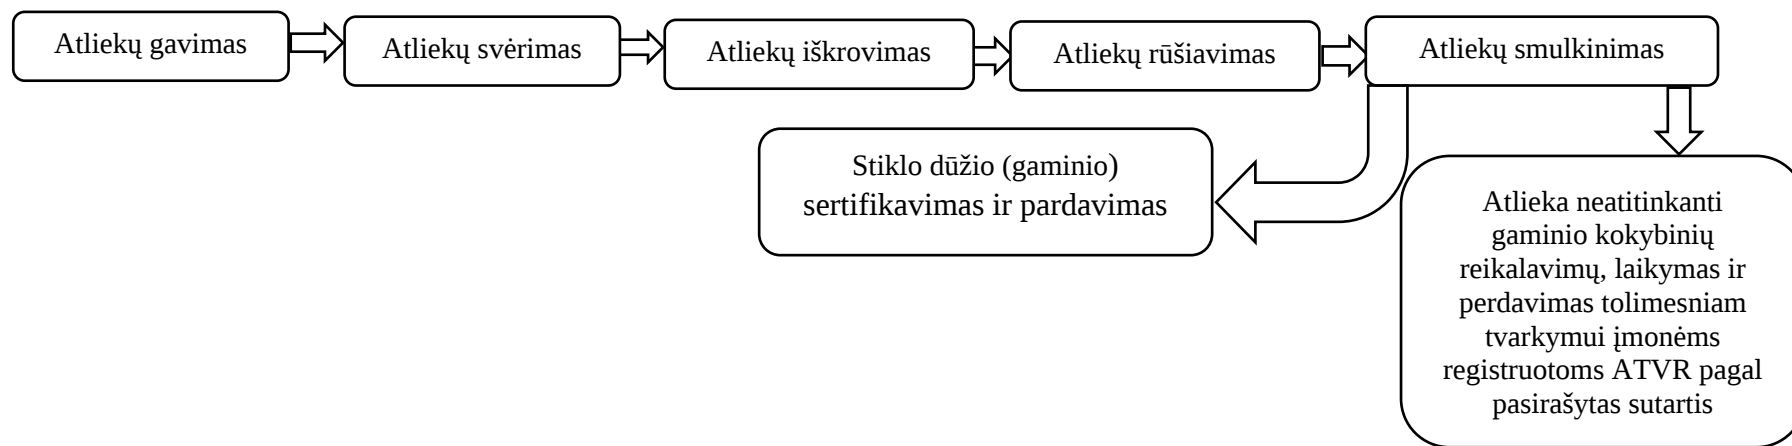 Atliekų gavimas
Atliekų svėrimas
Atliekų iškrovimas
Atliekų rūšiavimas
Atliekų smulkinimas
Stiklo dūžio (gaminio)
sertifikavimas ir pardavimas
Atlieka neatitinkanti
gaminio kokybinių
reikalavimų, laikymas ir
perdavimas tolimesniam
tvarkymui įmonėms
registruotoms ATVR pagal
pasirašytas sutartis